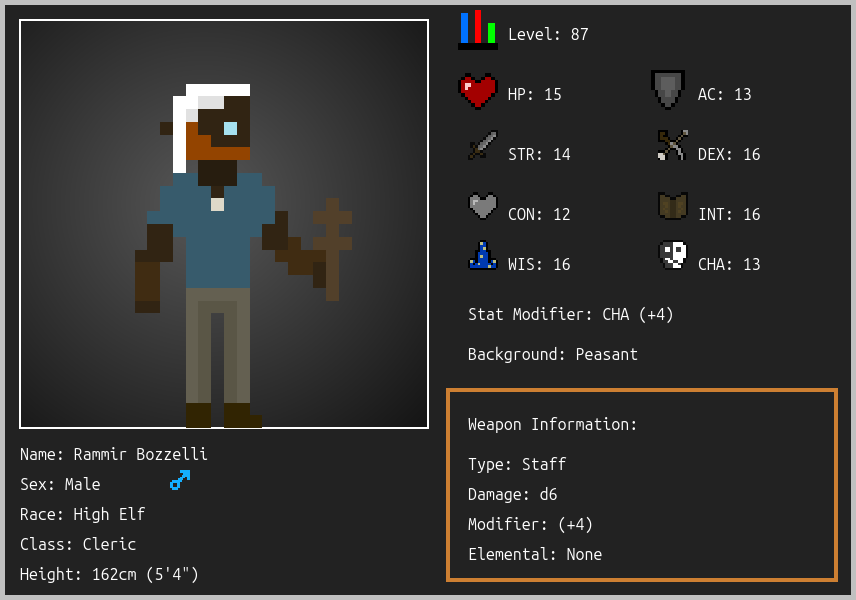 Level: 87
HP: 15
AC: 13
STR: 14
DEX: 16
CON: 12
INT: 16
WIS: 16
CHA: 13
Stat Modifier: CHA (+4)
Background: Peasant
Weapon Information:
Type: Staff
Damage: d6
Modifier: (+4)
Elemental: None
Name: Rammir Bozzelli
Sex: Male
Race: High Elf
Class: Cleric
Height: 162cm (5'4")